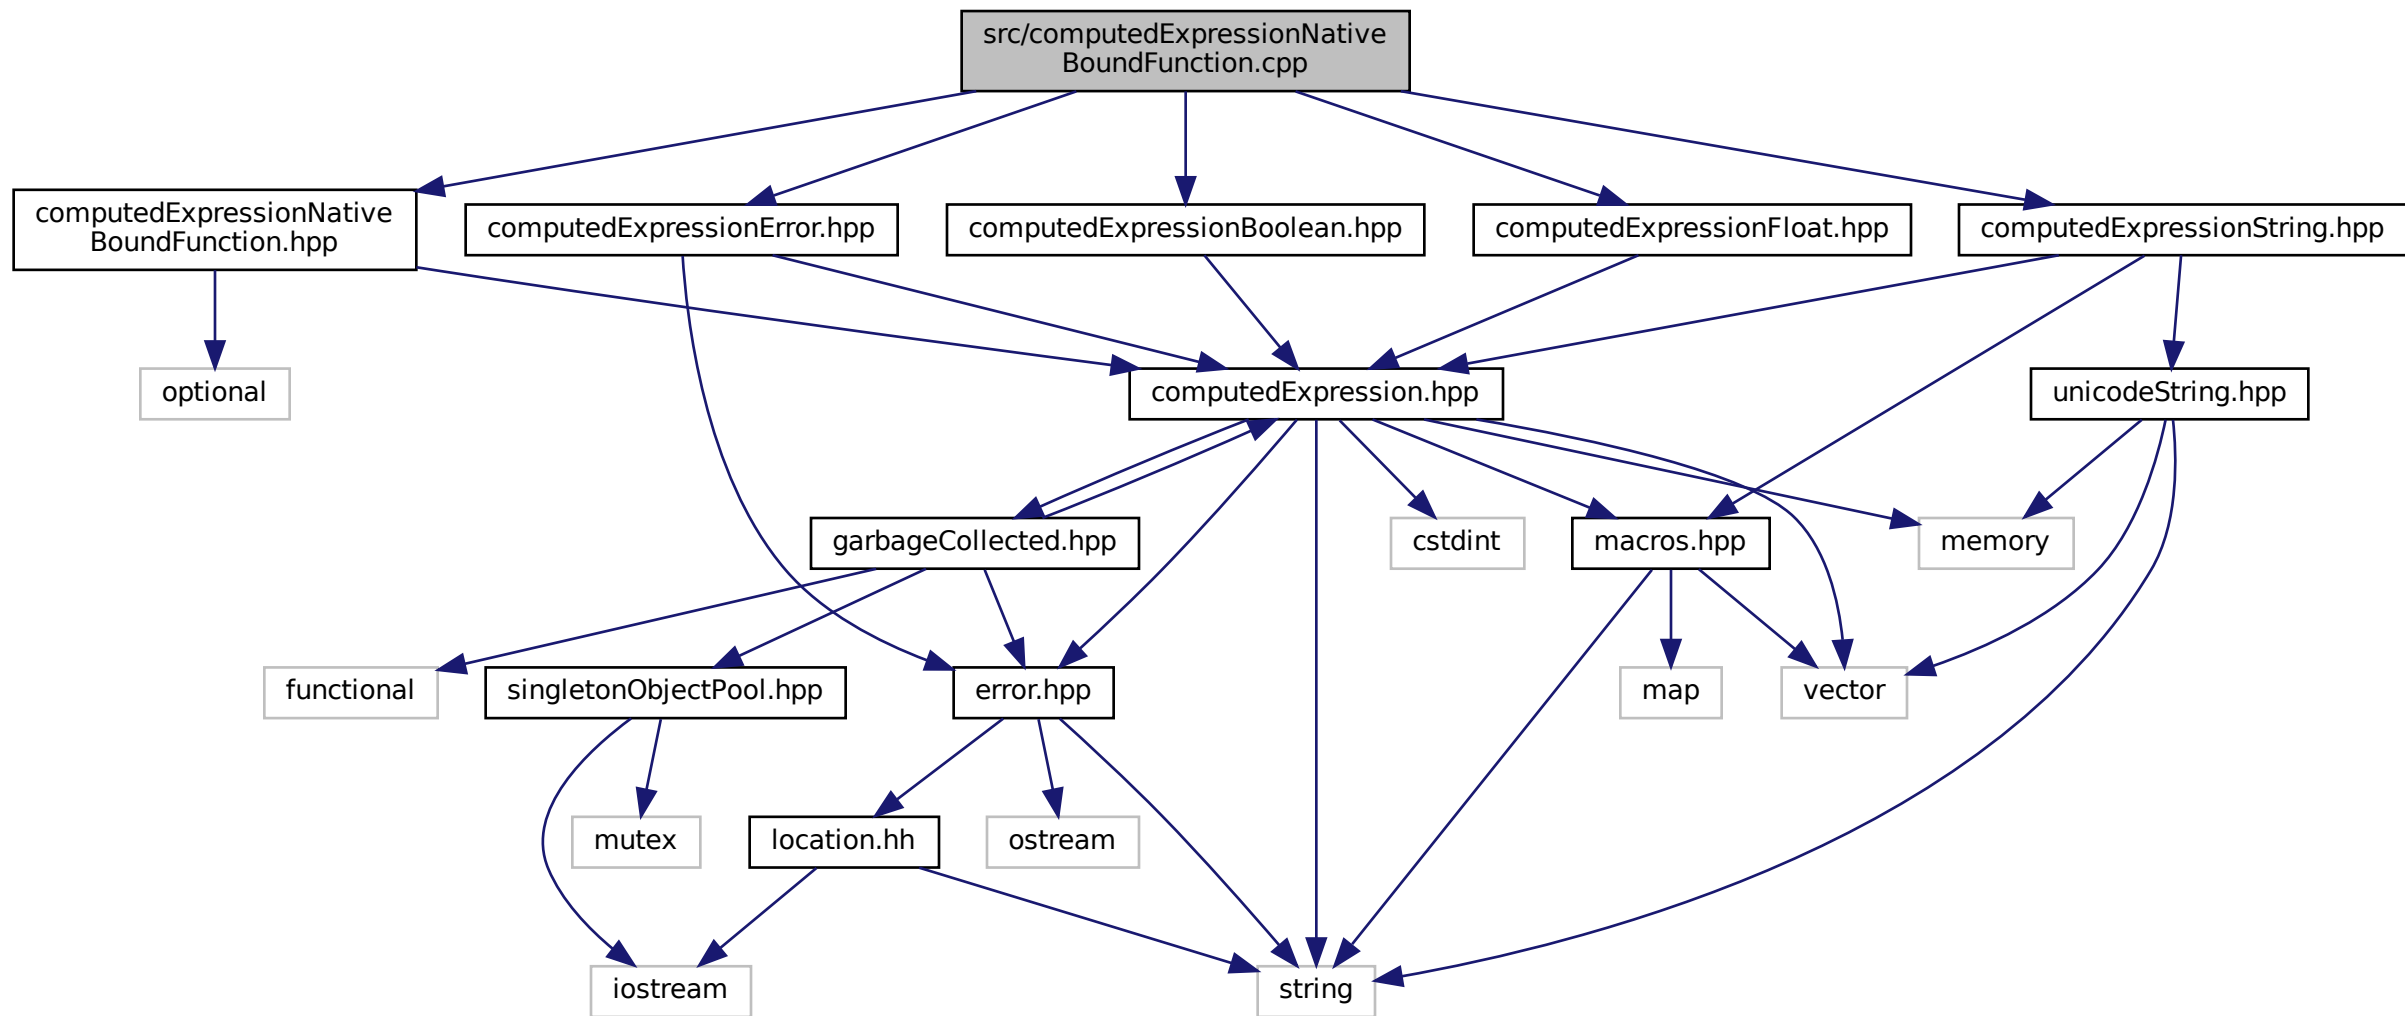 src/computedExpressionNative
BoundFunction.cpp
computedExpressionNative
BoundFunction.hpp
computedExpressionError.hpp
computedExpressionBoolean.hpp
computedExpressionFloat.hpp
computedExpressionString.hpp
optional
computedExpression.hpp
unicodeString.hpp
garbageCollected.hpp
cstdint
macros.hpp
memory
functional
singletonObjectPool.hpp
error.hpp
map
vector
mutex
location.hh
ostream
iostream
string